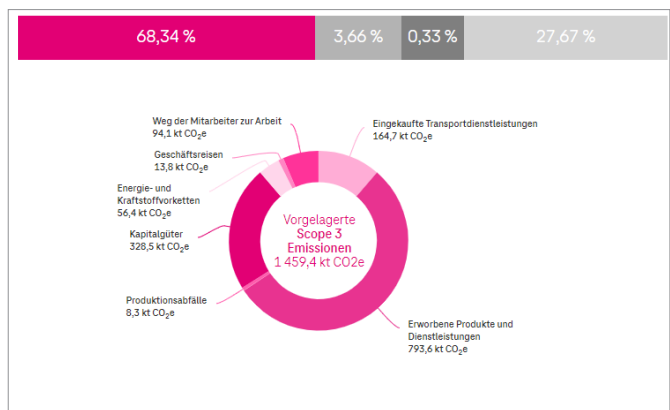 68,34 %
3,66 %
0,33 %
27,67 %
Weg der Mitarbeiter zur Arbeit
94,1 kt CO₂e
Eingekaufte Transportdienstleistungen
164,7 kt CO₂e
Geschäftsreisen
13,8 kt CO₂e
Energie- und
Kraftstoffvorketten
56,4 kt CO₂e
Kapitalgüter
328,5 kt CO₂e
Vorgelagerte
Scope 3
Emissionen
1 459,4 kt CO2e
Produktionsabfälle
8,3 kt CO₂e
Erworbene Produkte und
Dienstleistungen
793,6 kt CO₂e